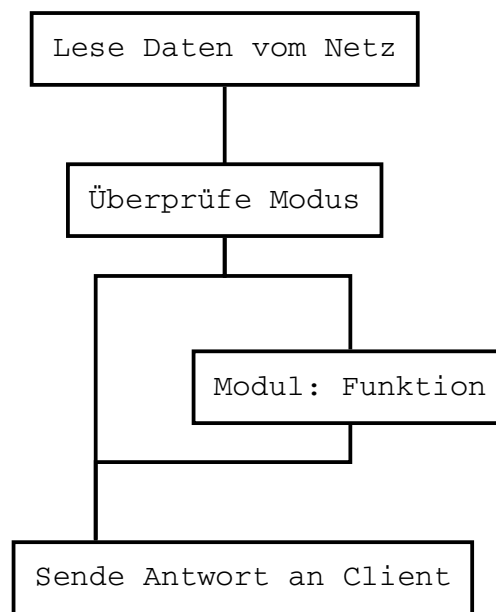 Lese Daten vom Netz
Überprüfe Modus
Modul: Funktion
Sende Antwort an Client